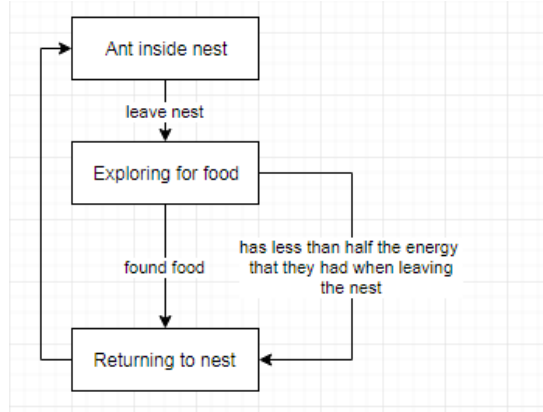 Ant inside nest
leave nest
Exploring for food
has less than half the energy
that they had when leaving
the nest
found food
Returning to nest